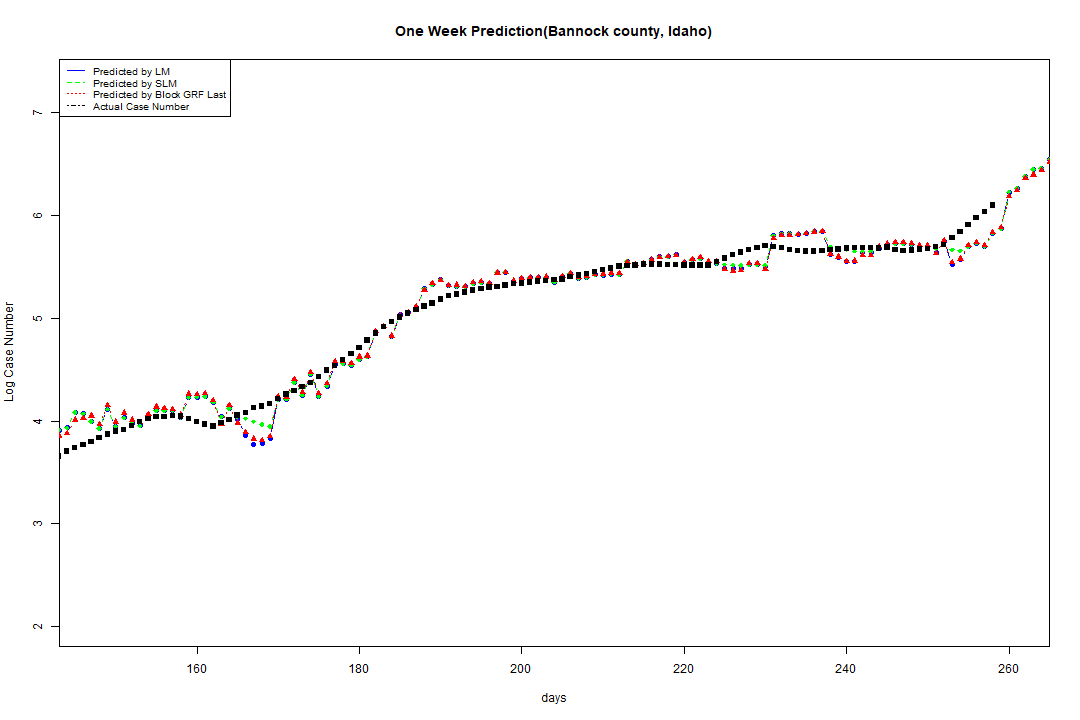 One Week Prediction(Bannock county, Idaho)
Predicted by LM
Predicted by SLM
Predicted by Block GRF Last
Actual Case Number
Log Case Number
7
6
5
4
3
2
160 180 200 220 240 260
days